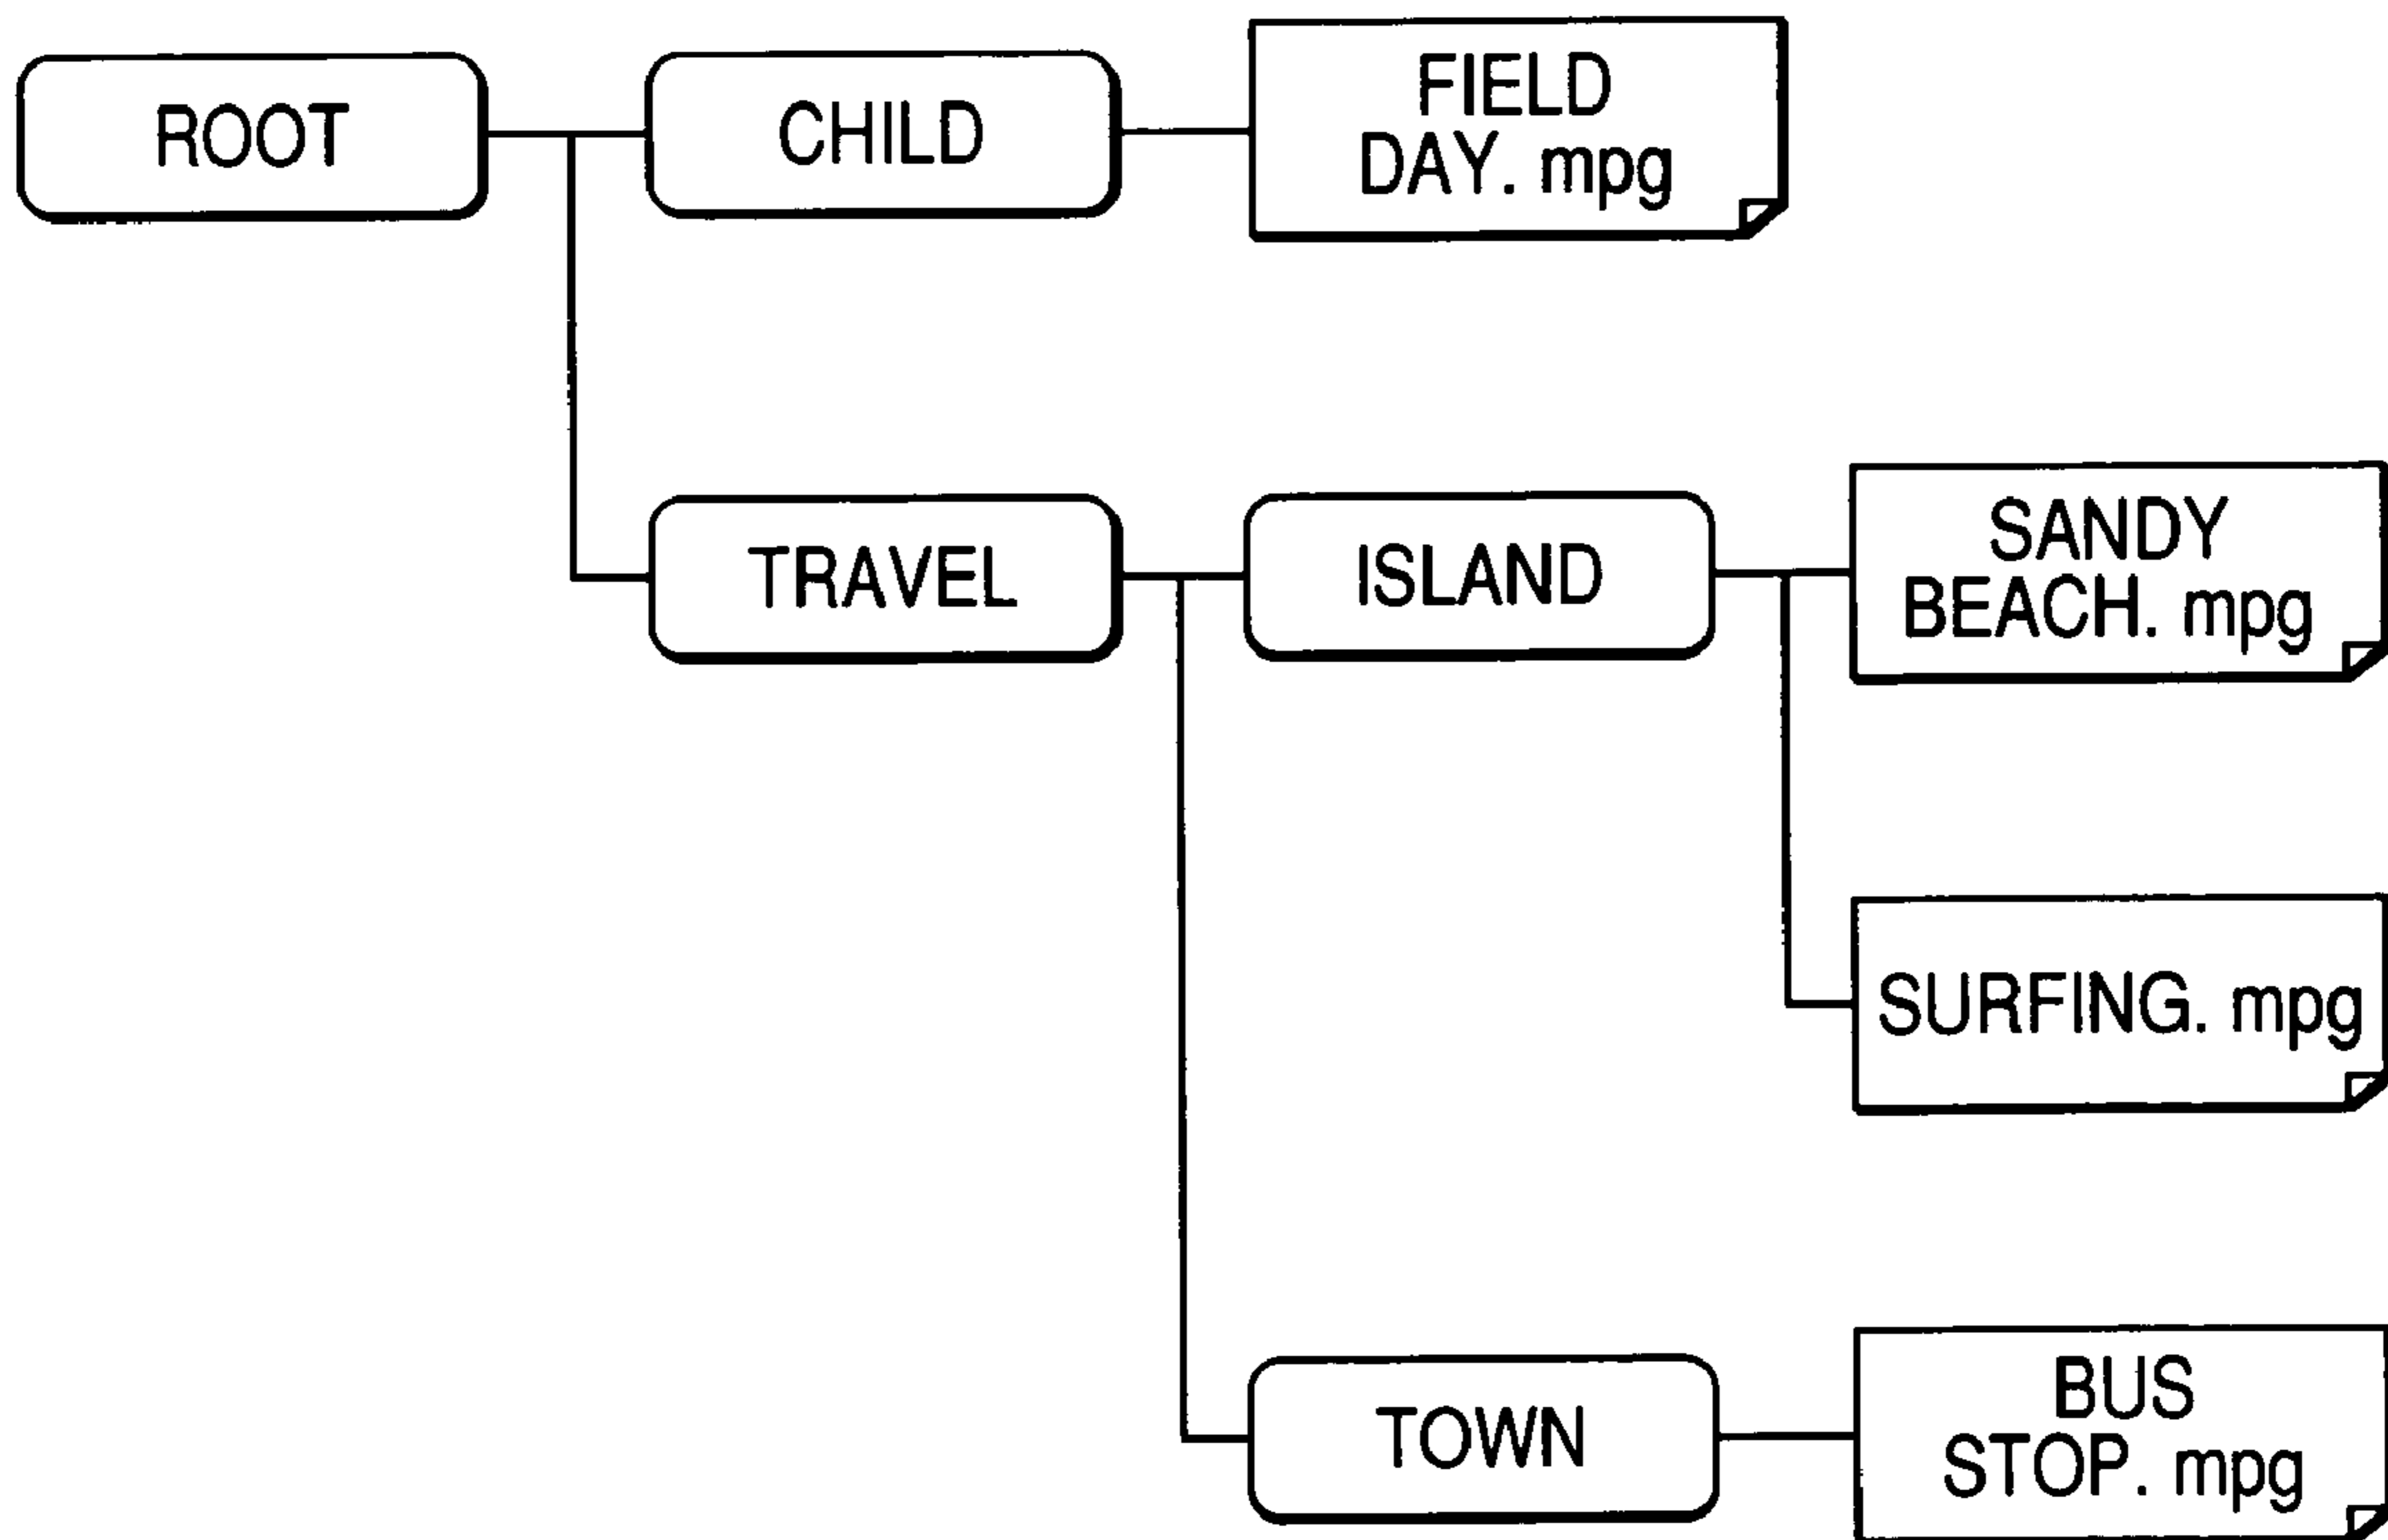 ROOT
CHILD
FIELD
DAY. mpg
TRAVEL
ISLAND
SANDY
BEACH. mpg
SURFING. mpg
TOWN
BUS
STOP. mpg